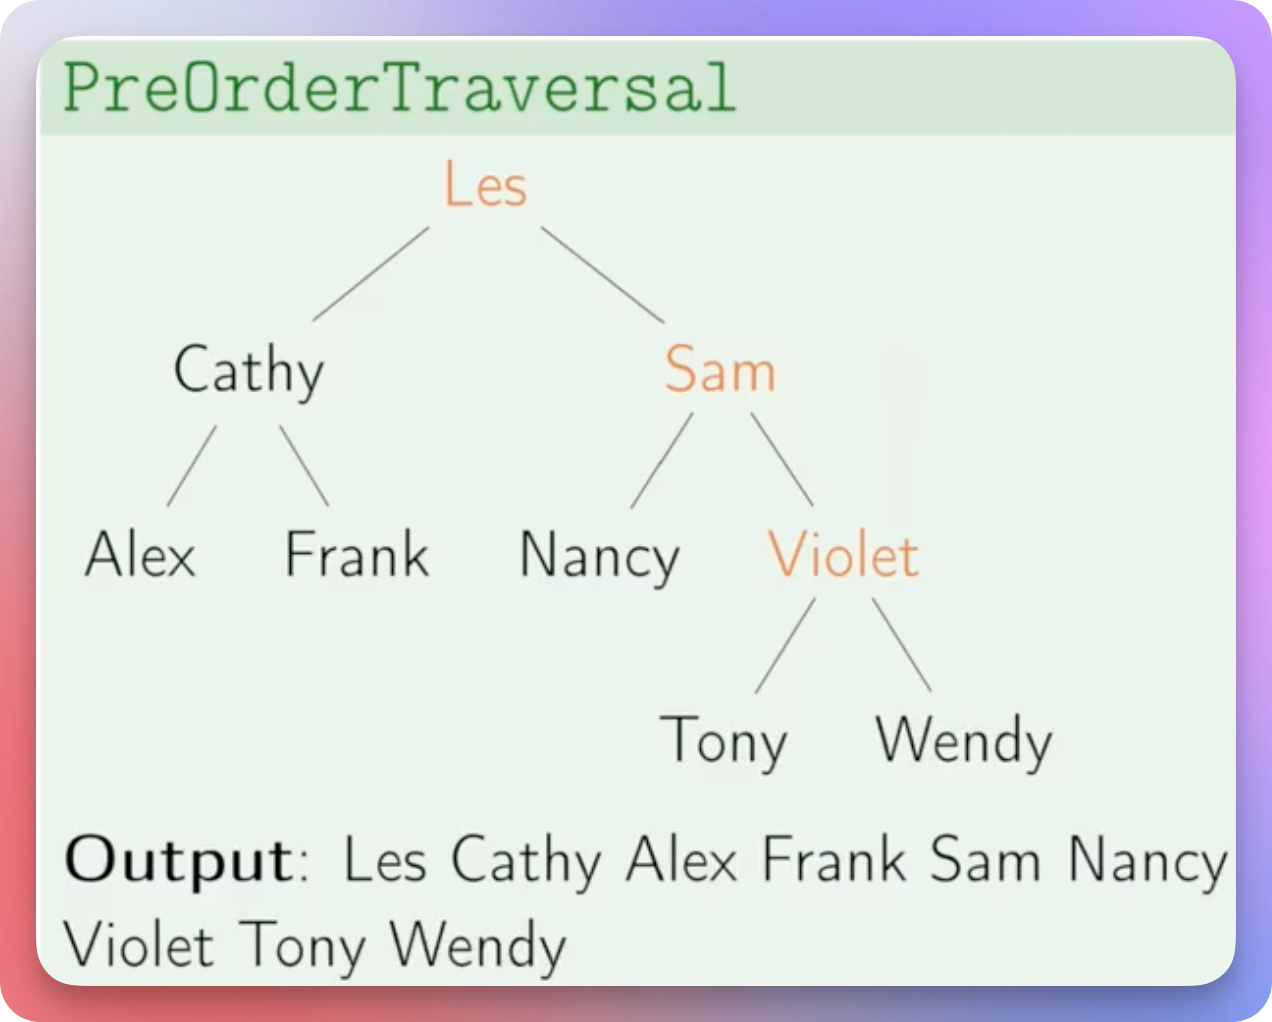 PreOrderTraversal
Les
Cathy Sam
Alex Frank Nancy Violet
Tony Wendy
Output: Les Cathy Alex Frank Sam Nancy
Violet Tony Wendy